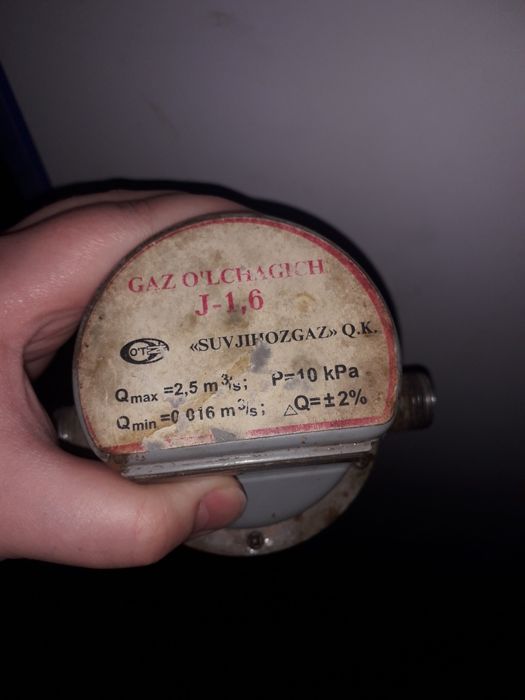 GAZ O'LCHAGICH
J-1,6
«SUVJIHOZGAZ» Q.K.
Qmax =2,5 m³/s; P=10 kPa
Qmin =0 016 m³/s; △Q=±2%